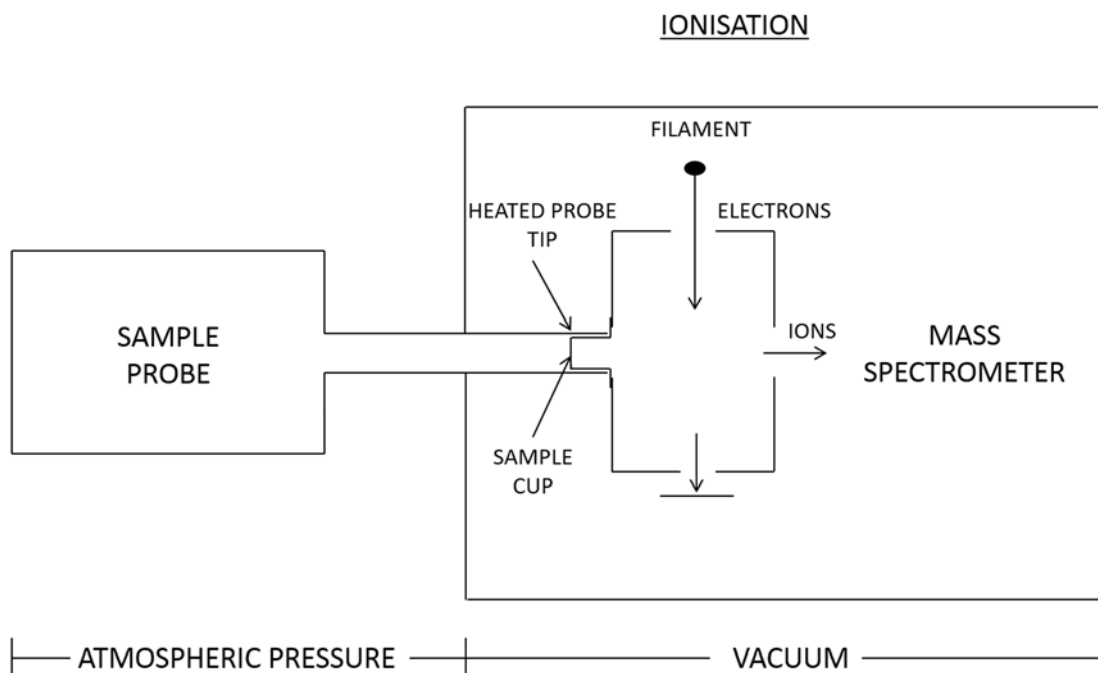 IONISATION
FILAMENT
HEATED PROBE
TIP
ELECTRONS
SAMPLE
PROBE
IONS
MASS
SPECTROMETER
SAMPLE
CUP
ATMOSPHERIC PRESSURE
VACUUM